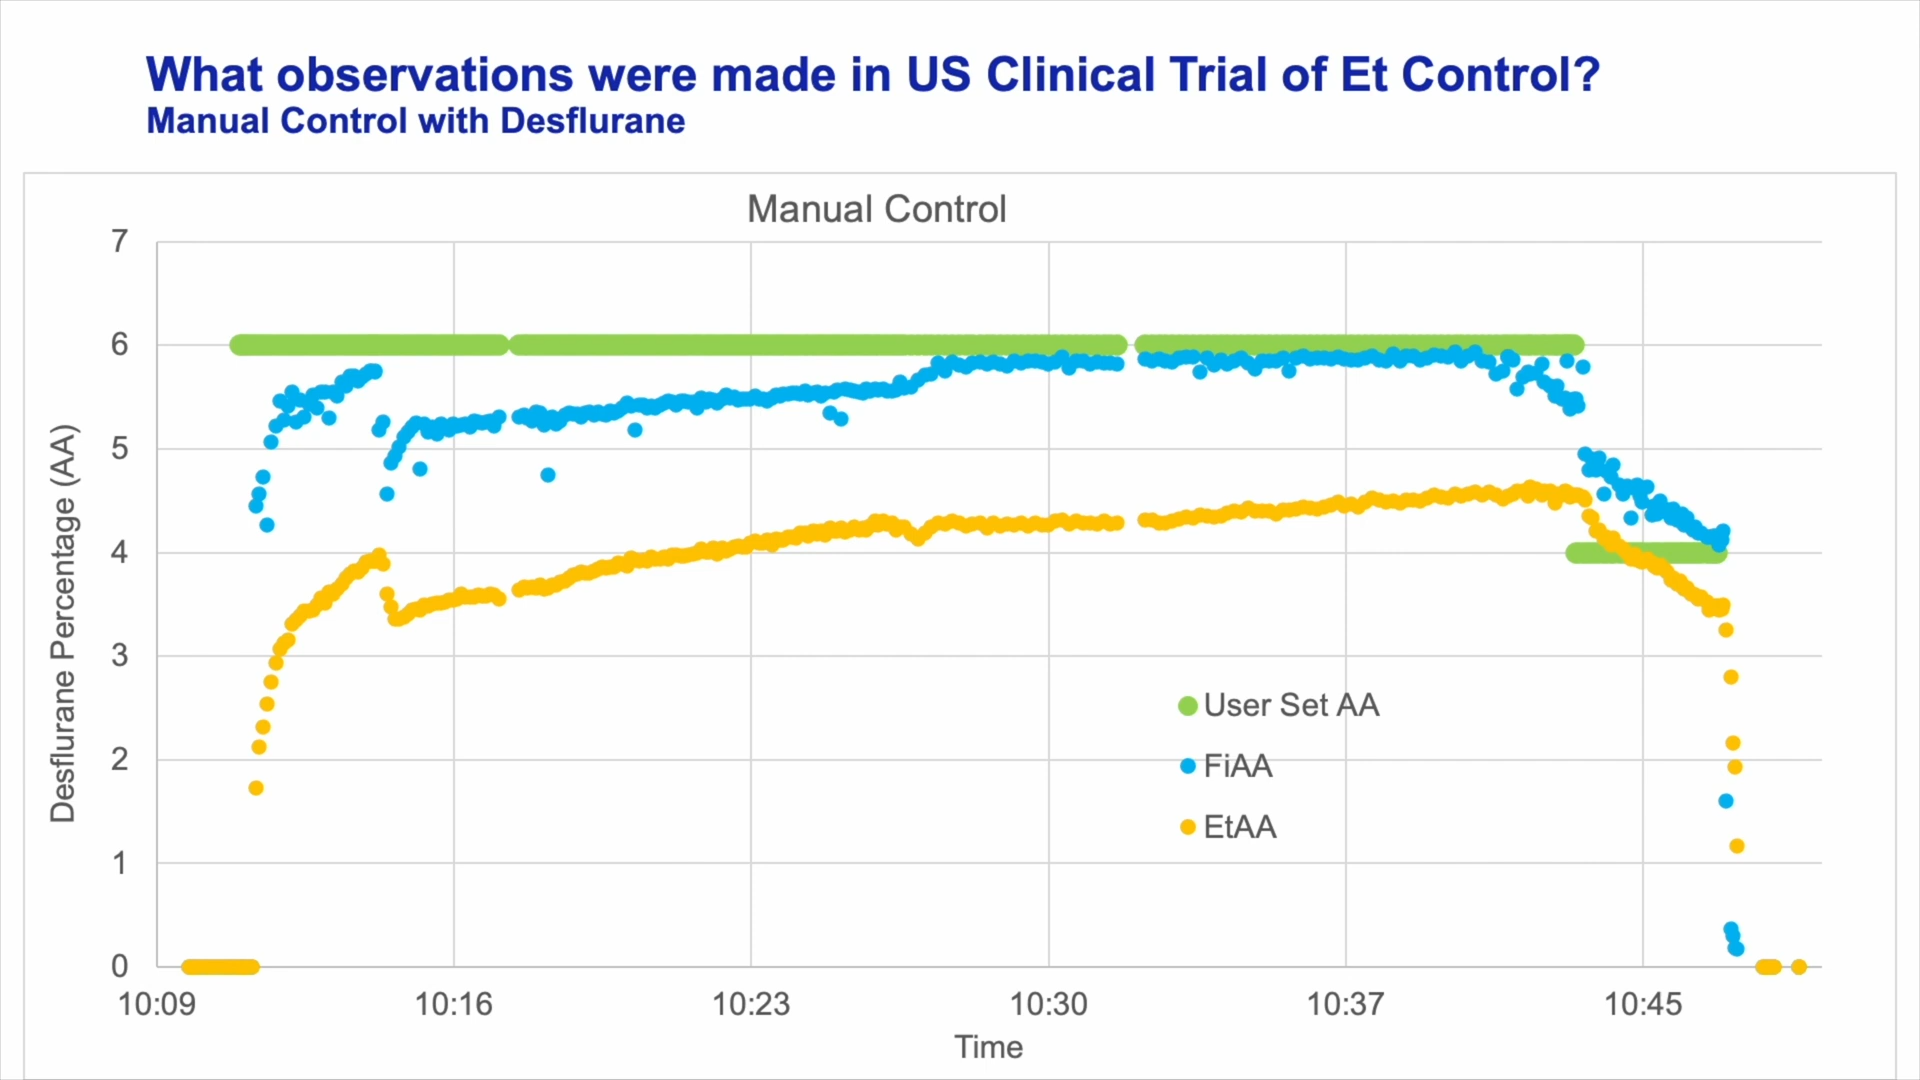 What observations were made in US Clinical Trial of Et Control?
Manual Control with Desflurane
Manual Control
7
6
5
4
3
2
1
0
Desflurane Percentage (AA)
User Set AA
FiAA
EtAA
10:09 10:16 10:23 10:30 10:37 10:45
Time